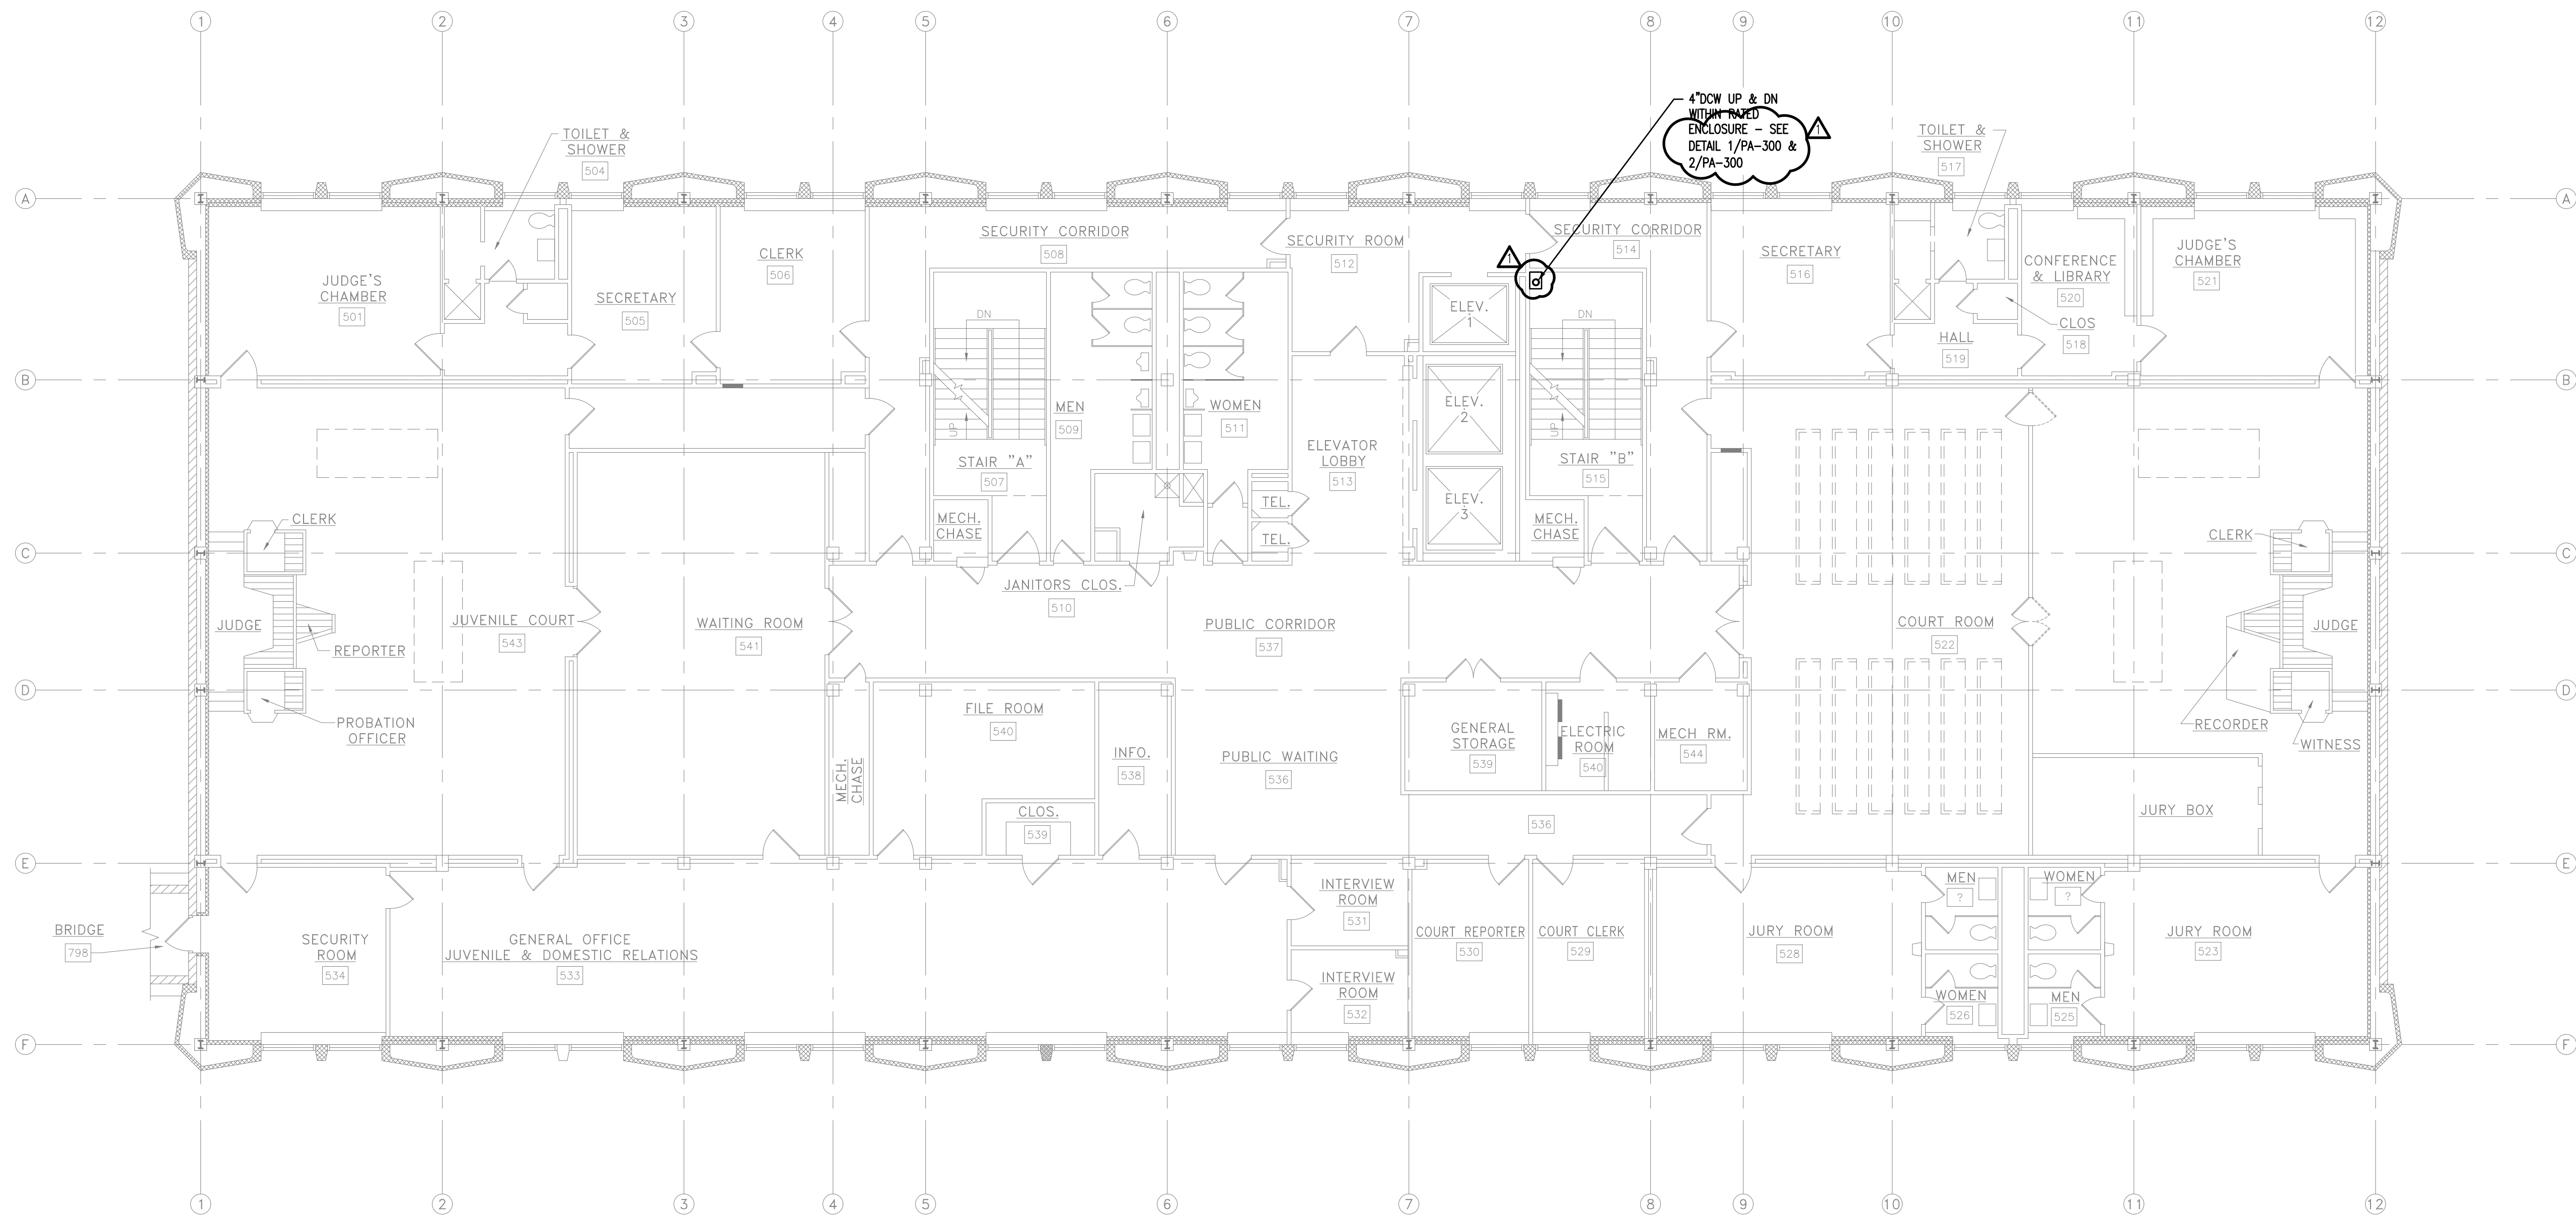 1 2 3 4 5 6 7 8 9 10 11 12
4"DCW UP & DN
WITHIN RATED
ENCLOSURE – SEE
DETAIL 1/PA-300 &
2/PA-300
1
TOILET &
SHOWER
504
TOILET &
SHOWER
517
A
A
SECURITY CORRIDOR
508
SECURITY ROOM
512
SECURITY CORRIDOR
514
1
CLERK
506
SECRETARY
516
JUDGE'S
CHAMBER
501
SECRETARY
505
CONFERENCE
& LIBRARY
520
JUDGE'S
CHAMBER
521
ELEV.
1
DN
DN
CLOS
518
HALL
519
B
B
MEN
509
WOMEN
511
ELEV.
2
UP
UP
ELEVATOR
LOBBY
513
STAIR "A"
507
STAIR "B"
515
TEL.
ELEV.
3
MECH.
CHASE
MECH.
CHASE
TEL.
CLERK
CLERK
C
C
JANITORS CLOS.
510
JUDGE
JUVENILE COURT
543
WAITING ROOM
541
PUBLIC CORRIDOR
537
COURT ROOM
522
JUDGE
REPORTER
D
D
PROBATION
OFFICER
FILE ROOM
540
INFO.
538
PUBLIC WAITING
536
GENERAL
STORAGE
539
ELECTRIC
ROOM
540
MECH RM.
544
RECORDER
WITNESS
MECH.
CHASE
CLOS.
539
536
JURY BOX
E
E
BRIDGE
798
SECURITY
ROOM
534
GENERAL OFFICE
JUVENILE & DOMESTIC RELATIONS
533
INTERVIEW
ROOM
531
INTERVIEW
ROOM
532
COURT REPORTER
530
COURT CLERK
529
JURY ROOM
528
MEN
?
WOMEN
?
WOMEN
526
MEN
525
JURY ROOM
523
F
F
1 2 3 4 5 6 7 8 9 10 11 12